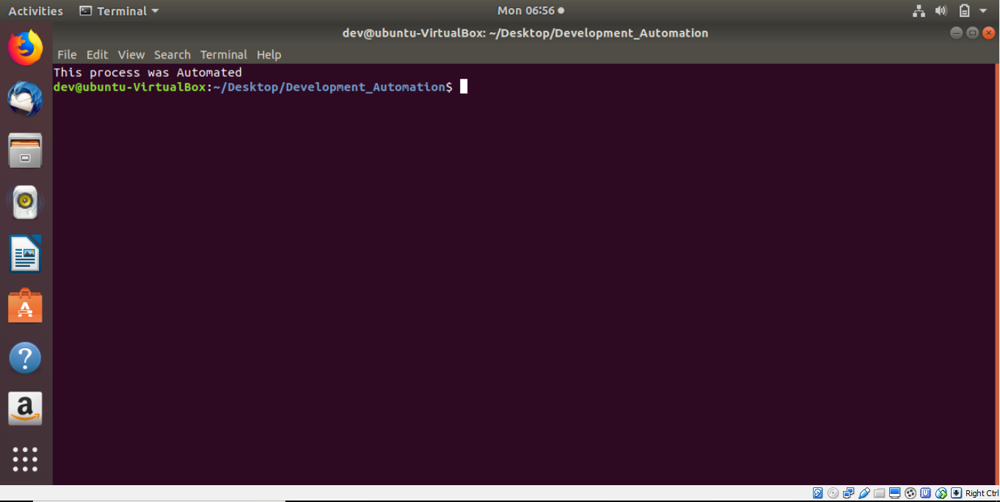 Activities Terminal Mon 06:56
dev@ubuntu-VirtualBox: ~/Desktop/Development_Automation
File Edit View Search Terminal Help
This process was Automated
dev@ubuntu-VirtualBox:~/Desktop/Development_Automation$
Right Ctrl